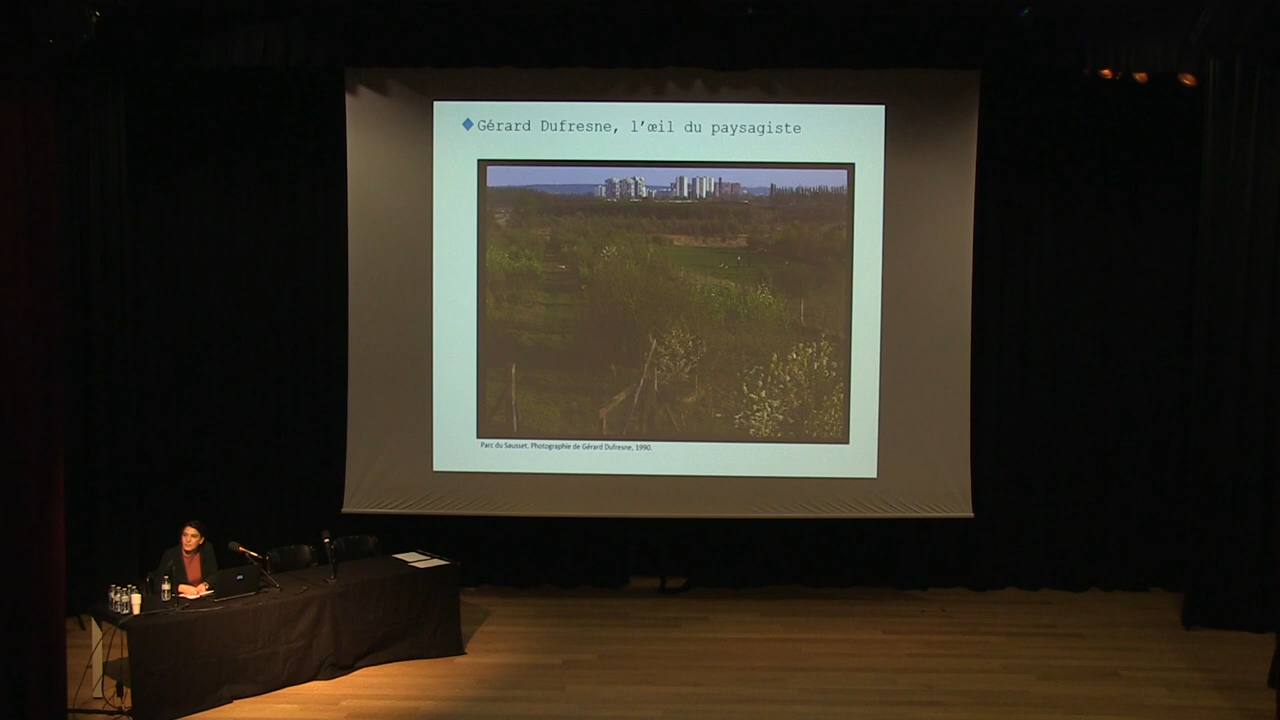 Gérard Dufresne, l'œil du paysagiste
Parc du Sausset, Photographie de Gérard Dufresne, 1990.